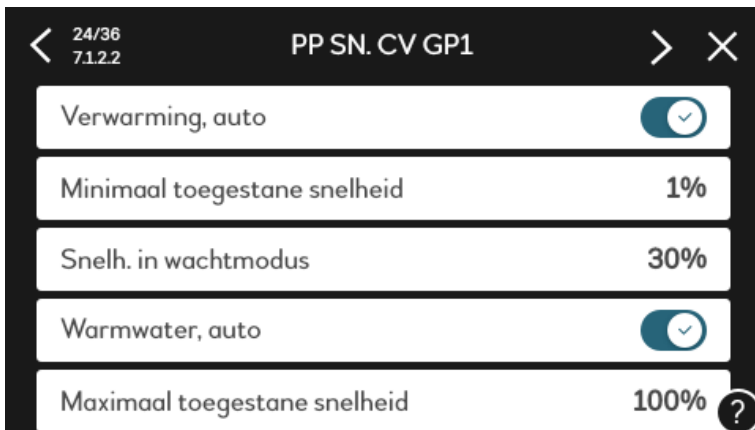 24/36
7.1.2.2
PP SN. CV GP1
Verwarming, auto
Minimaal toegestane snelheid 1%
Snelh. in wachtmodus 30%
Warmwater, auto
Maximaal toegestane snelheid 100%
?